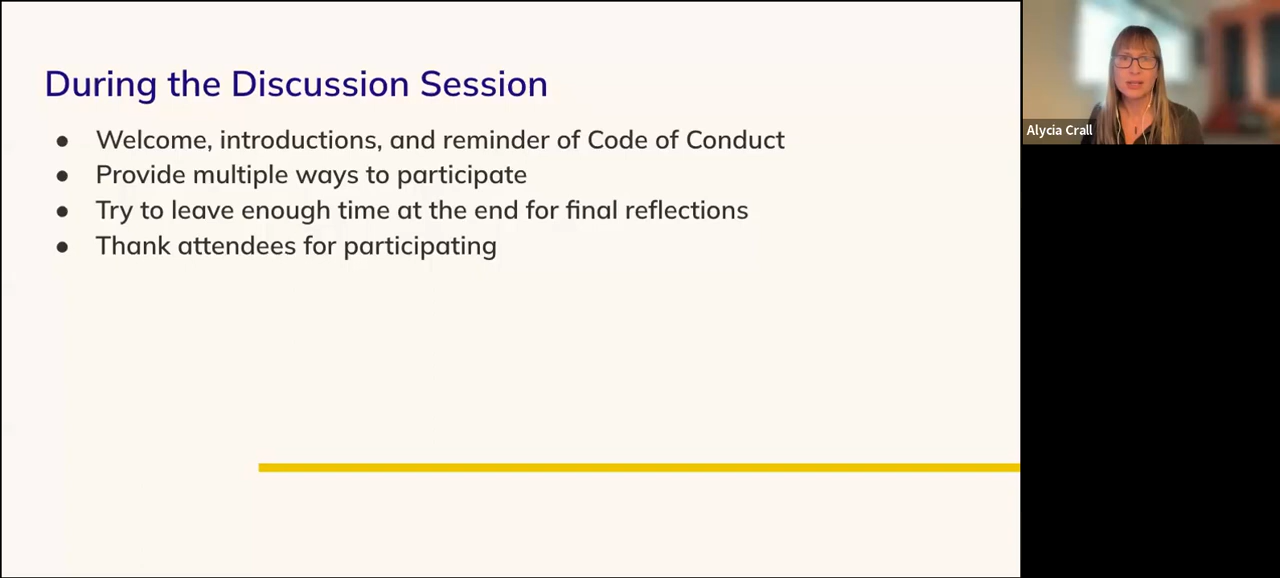 During the Discussion Session
● Welcome, introductions, and reminder of Code of Conduct
● Provide multiple ways to participate
● Try to leave enough time at the end for final reflections
● Thank attendees for participating
Alycia Crall